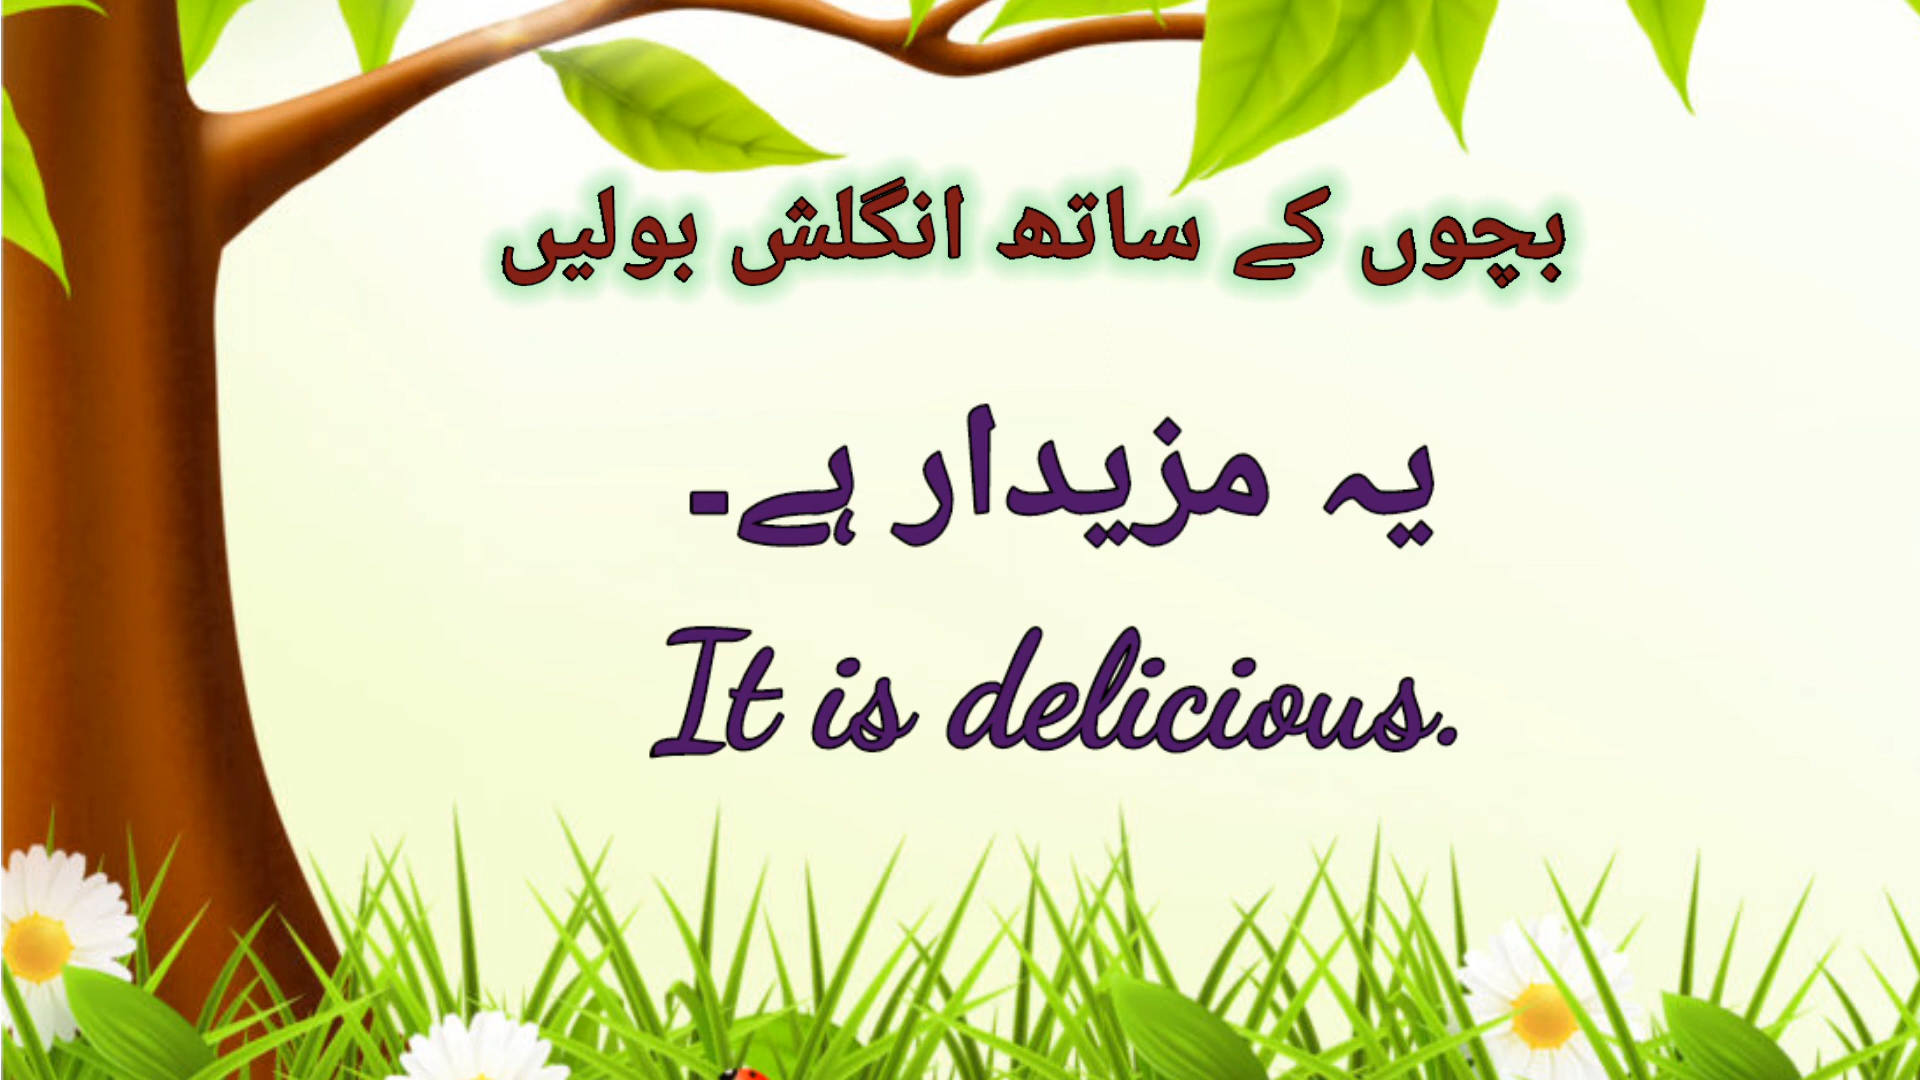 بچوں کے ساتھ انگلش بولیں
یہ مزیدار ہے۔
It is delicious.